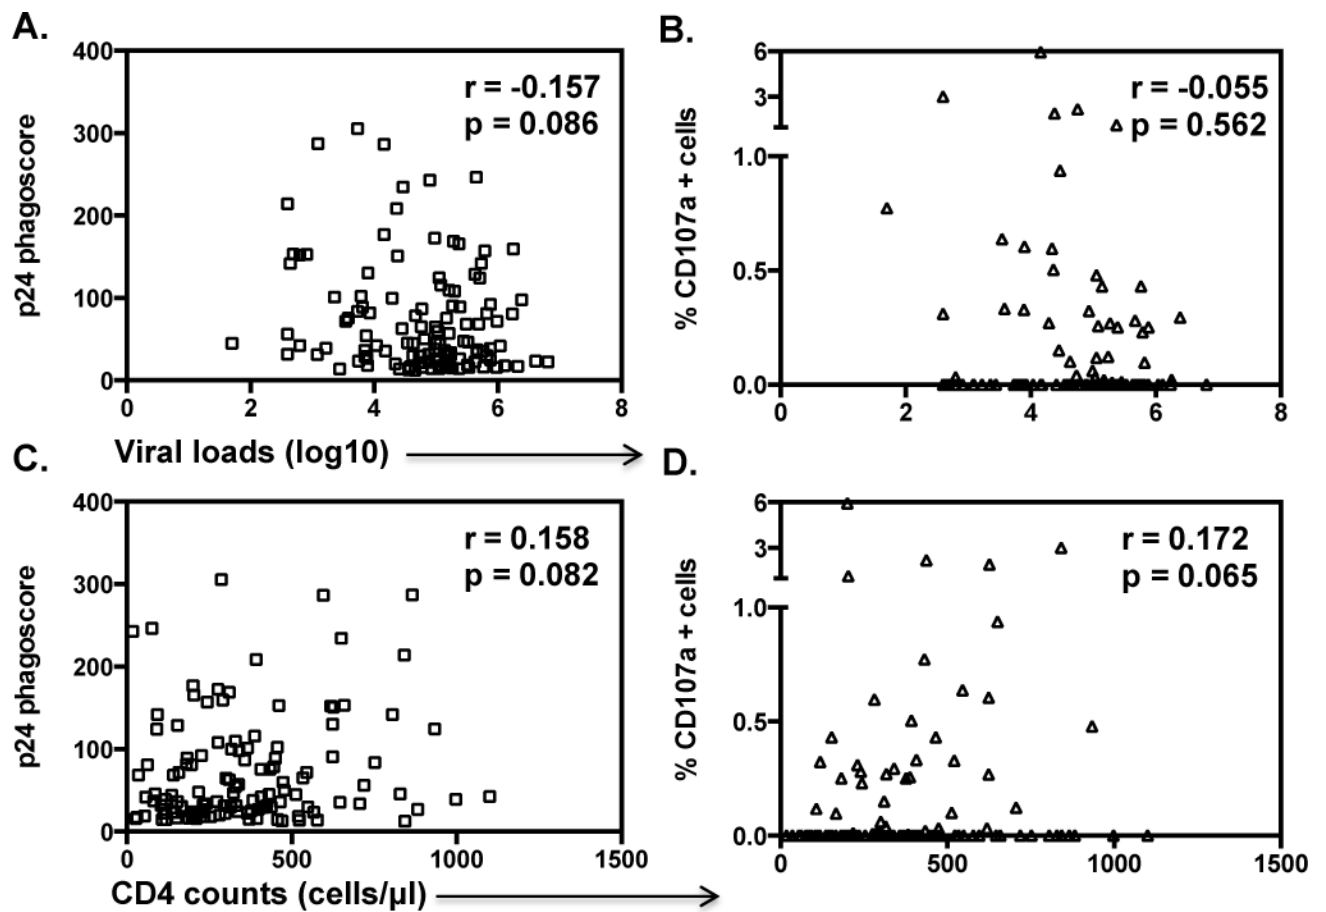 A.
400
300
200
100
0
p24 phagoscore
r = -0.157
p = 0.086
0 2 4 6 8
B.
6
3
1.0
0.5
0.0
% CD107a + cells
r = -0.055
p = 0.562
0 2 4 6 8
Viral loads (log10)
C.
400
300
200
100
0
p24 phagoscore
r = 0.158
p = 0.082
0 500 1000 1500
D.
6
3
1.0
0.5
0.0
% CD107a + cells
r = 0.172
p = 0.065
0 500 1000 1500
CD4 counts (cells/µl)